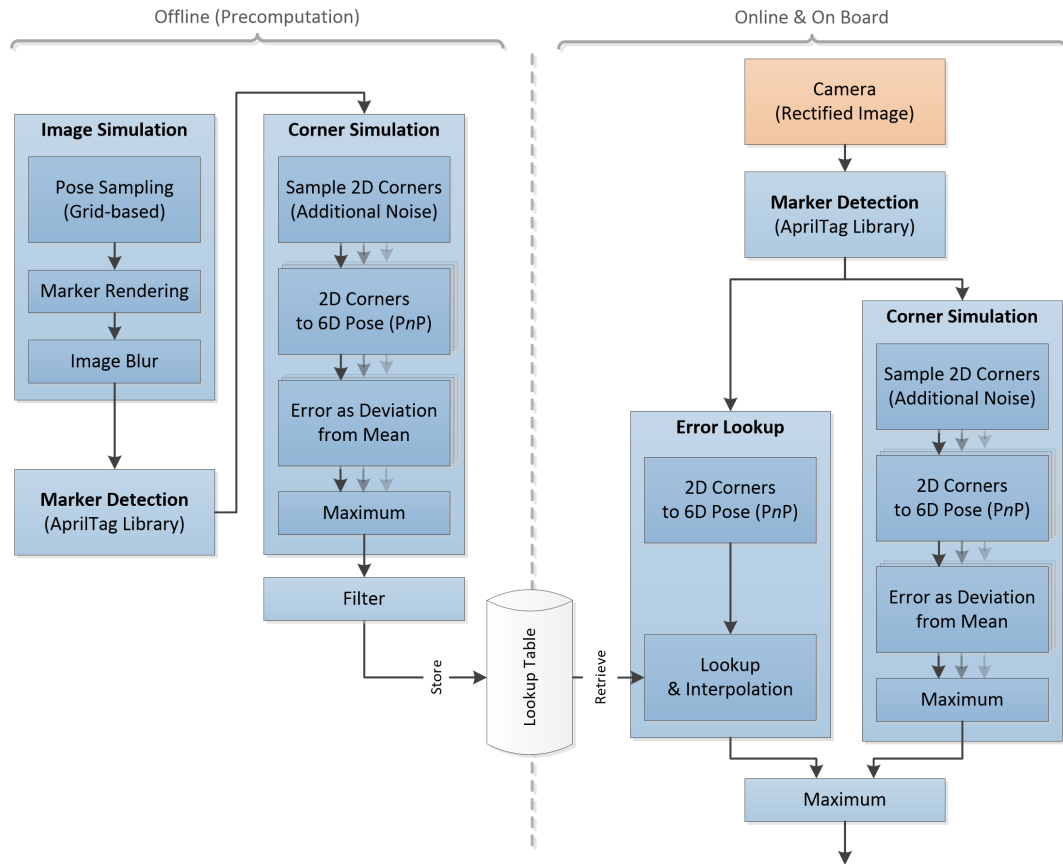 Offline (Precomputation)
Image Simulation
Pose Sampling
(Grid-based)
Marker Rendering
Image Blur
Marker Detection
(AprilTag Library)
Corner Simulation
Sample 2D Corners
(Additional Noise)
2D Corners
to 6D Pose (PnP)
Error as Deviation
from Mean
Maximum
Filter
Store
Lookup Table
Retrieve
Online & On Board
Camera
(Rectified Image)
Marker Detection
(AprilTag Library)
Error Lookup
2D Corners
to 6D Pose (PnP)
Lookup
& Interpolation
Corner Simulation
Sample 2D Corners
(Additional Noise)
2D Corners
to 6D Pose (PnP)
Error as Deviation
from Mean
Maximum
Maximum